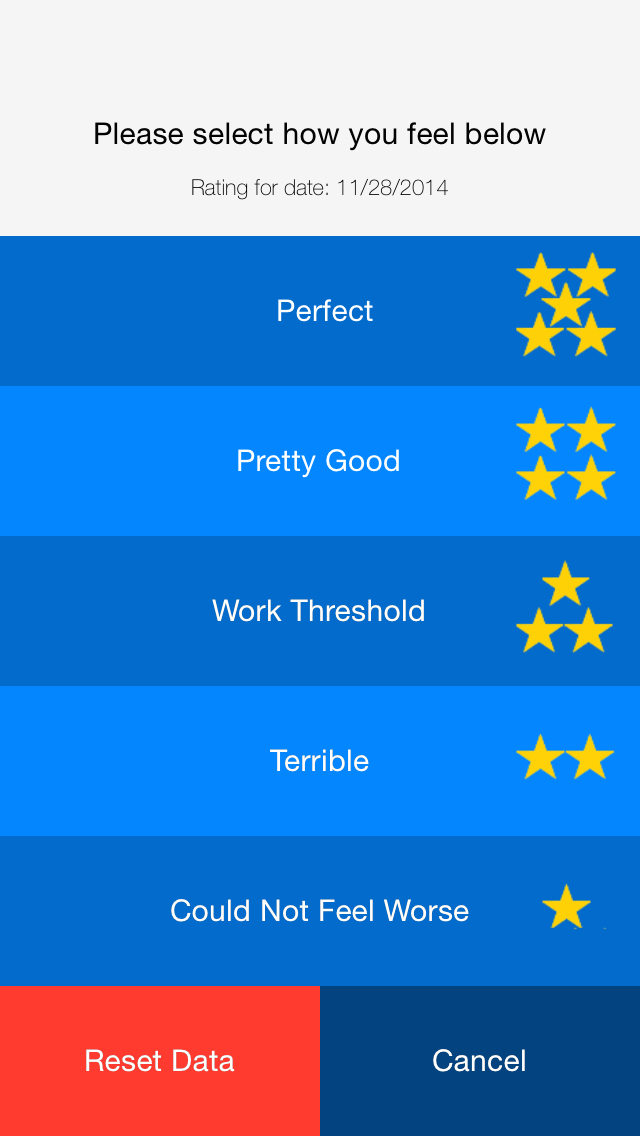 Please select how you feel below
Rating for date: 11/28/2014
Perfect
Pretty Good
Work Threshold
Terrible
Could Not Feel Worse
Reset Data
Cancel